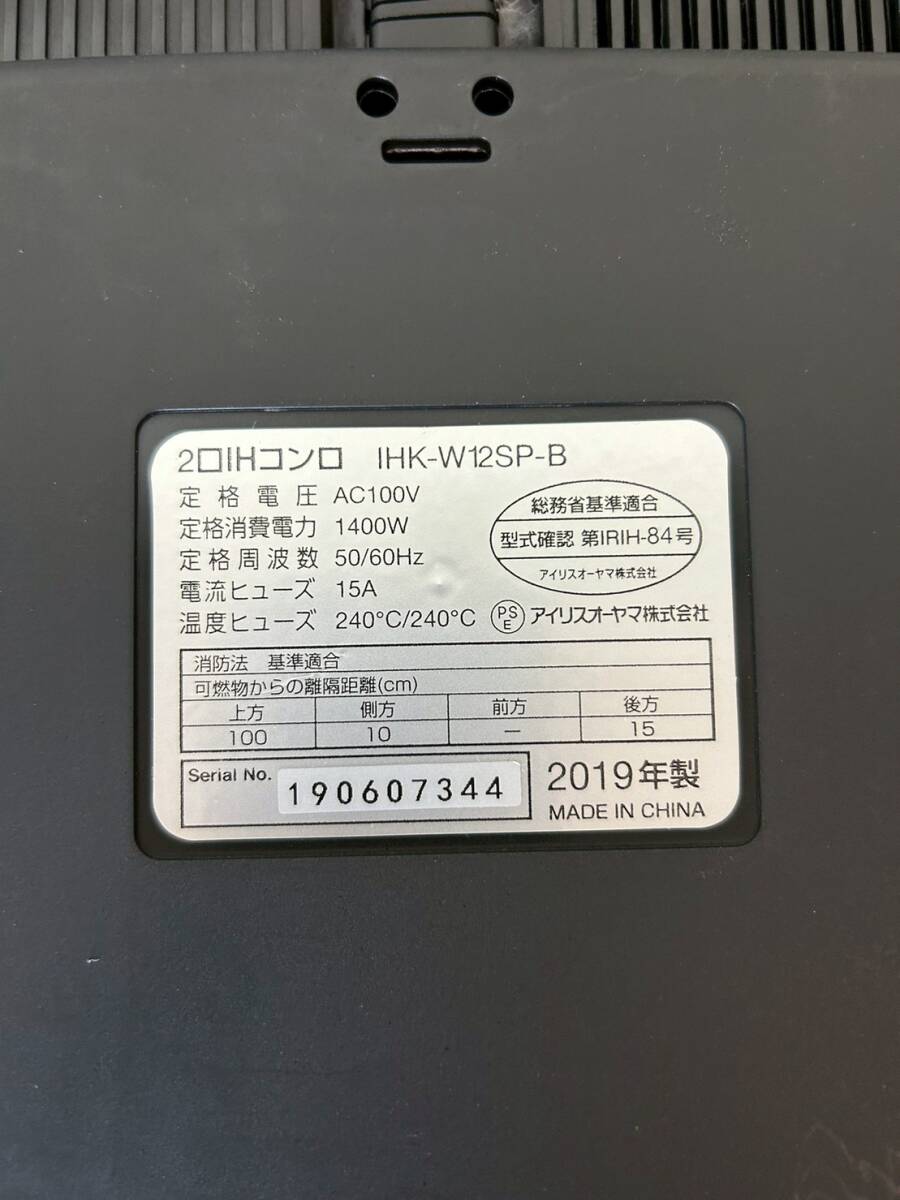 2口IHコンロ IHK-W12SP-B
定格電圧 AC100V
定格消費電力 1400W
定格周波数 50/60Hz
電流ヒューズ 15A
温度ヒューズ 240°C/240°C
総務省基準適合
型式確認 第IRIH-84号
アイリスオーヤマ株式会社
PSE アイリスオーヤマ株式会社
消防法 基準適合
可燃物からの離隔距離(cm)
上方 側方 前方 後方
100 10 － 15
Serial No. 190607344
2019年製
MADE IN CHINA